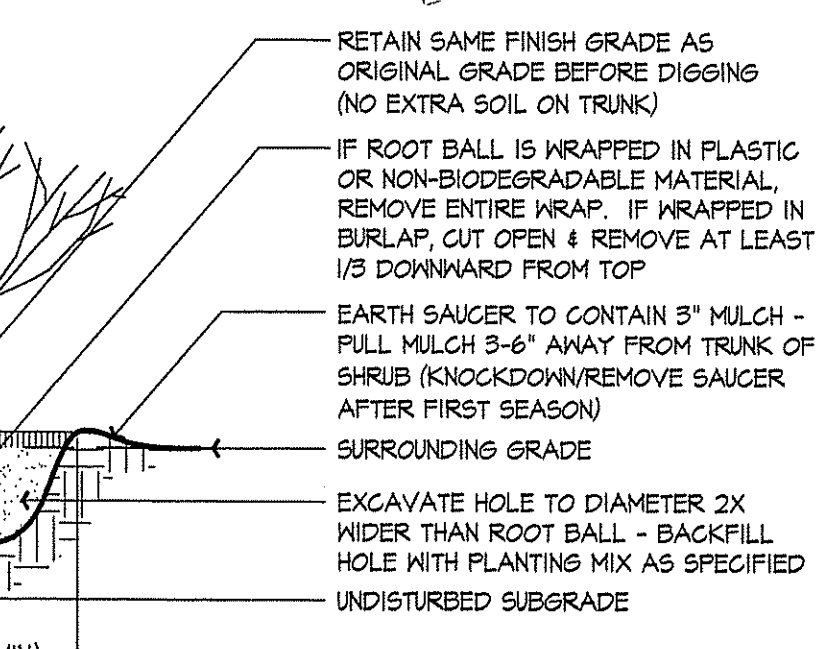 RETAIN SAME FINISH GRADE AS
ORIGINAL GRADE BEFORE DIGGING
(NO EXTRA SOIL ON TRUNK)
IF ROOT BALL IS WRAPPED IN PLASTIC
OR NON-BIODEGRADABLE MATERIAL,
REMOVE ENTIRE WRAP. IF WRAPPED IN
BURLAP, CUT OPEN & REMOVE AT LEAST
1/3 DOWNWARD FROM TOP
EARTH SAUCER TO CONTAIN 3" MULCH -
PULL MULCH 3-6" AWAY FROM TRUNK OF
SHRUB (KNOCKDOWN/REMOVE SAUCER
AFTER FIRST SEASON)
SURROUNDING GRADE
EXCAVATE HOLE TO DIAMETER 2X
WIDER THAN ROOT BALL - BACKFILL
HOLE WITH PLANTING MIX AS SPECIFIED
UNDISTURBED SUBGRADE